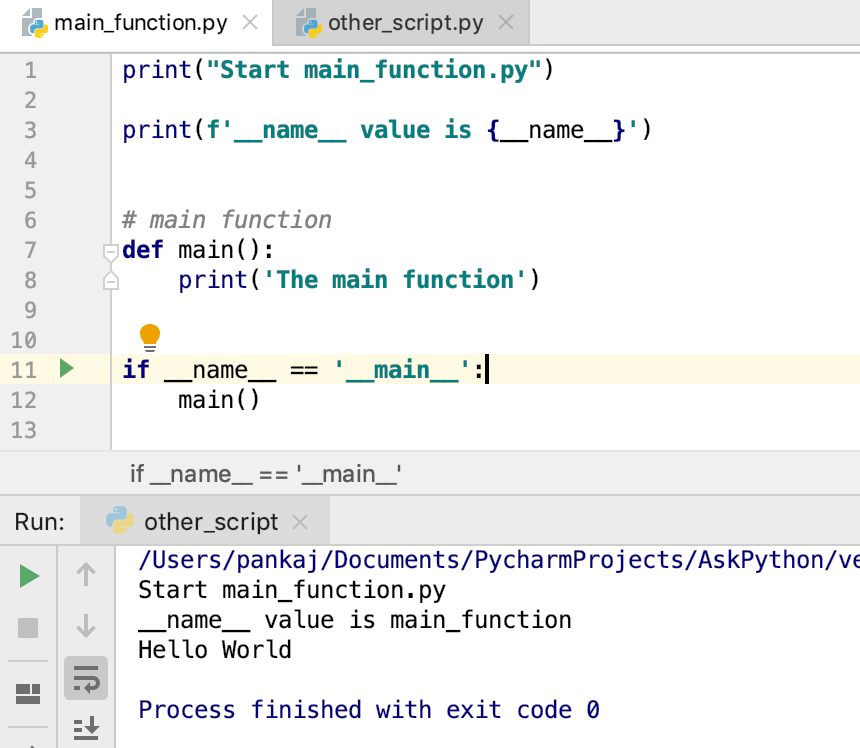 main_function.py other_script.py
1 print("Start main_function.py")
2
3 print(f'__name__ value is {__name__}')
4
5
6 # main function
7 def main():
8 print('The main function')
9
10
11 if __name__ == '__main__':
12 main()
13
if __name__ == '__main__'
Run: other_script
/Users/pankaj/Documents/PycharmProjects/AskPython/ve
Start main_function.py
__name__ value is main_function
Hello World
Process finished with exit code 0